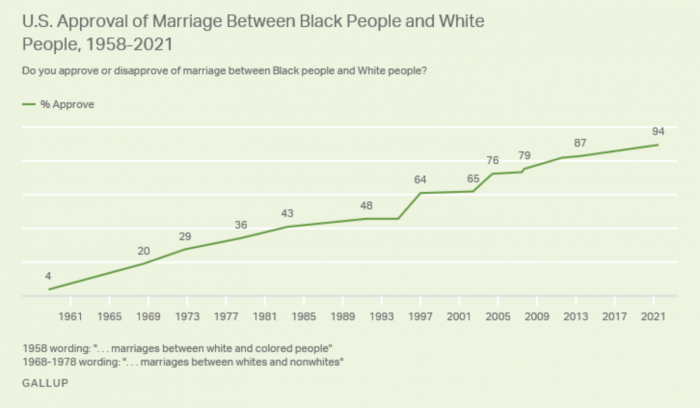 U.S. Approval of Marriage Between Black People and White
People, 1958-2021
Do you approve or disapprove of marriage between Black people and White people?
% Approve
94
87
79
76
64
65
48
43
36
29
20
4
1961 1965 1969 1973 1977 1981 1985 1989 1993 1997 2001 2005 2009 2013 2017 2021
1958 wording: "...marriages between white and colored people"
1968-1978 wording: "...marriages between whites and nonwhites"
GALLUP